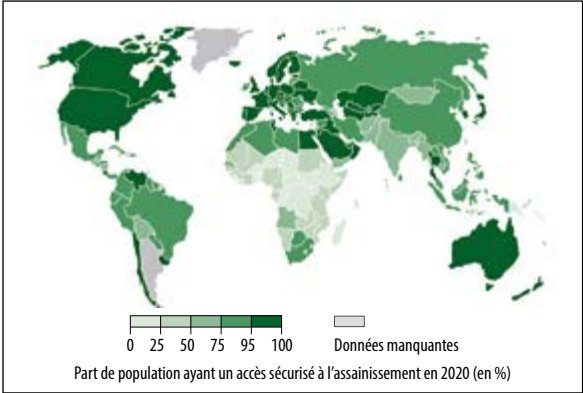 0 25 50 75 95 100
Données manquantes
Part de population ayant un accès sécurisé à l'assainissement en 2020 (en %)